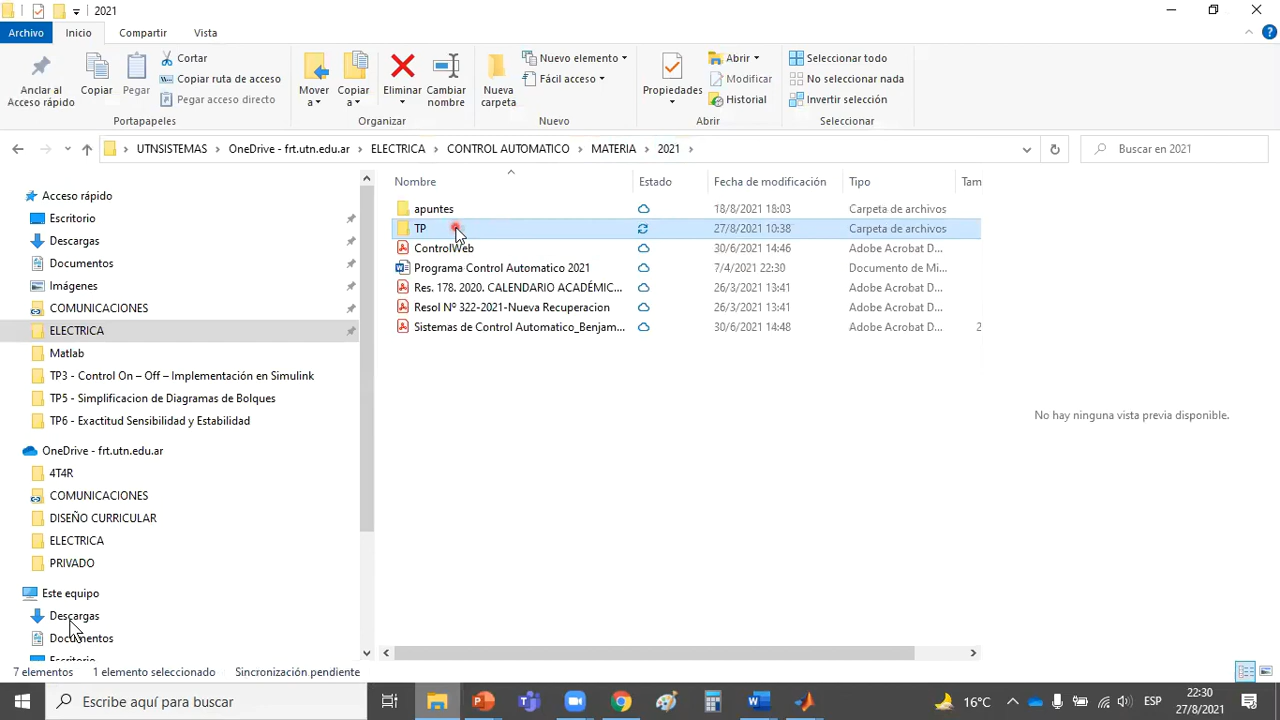 2021
Archivo Inicio Compartir Vista
Anclar al Acceso rápido
Copiar
Pegar
Cortar
Copiar ruta de acceso
Pegar acceso directo
Portapapeles
Mover a
Copiar a
Eliminar
Cambiar nombre
Organizar
Nueva carpeta
Nuevo elemento
Fácil acceso
Nuevo
Propiedades
Abrir
Modificar
Historial
Abrir
Seleccionar todo
No seleccionar nada
Invertir selección
Seleccionar
UTNSISTEMAS OneDrive - frt.utn.edu.ar ELECTRICA CONTROL AUTOMATICO MATERIA 2021
Buscar en 2021
Acceso rápido
Escritorio
Descargas
Documentos
Imágenes
COMUNICACIONES
ELECTRICA
Matlab
TP3 - Control On – Off – Implementación en Simulink
TP5 - Simplificacion de Diagramas de Bolques
TP6 - Exactitud Sensibilidad y Estabilidad
OneDrive - frt.utn.edu.ar
4T4R
COMUNICACIONES
DISEÑO CURRICULAR
ELECTRICA
PRIVADO
Este equipo
Descargas
Documentos
Escritorio
Nombre Estado Fecha de modificación Tipo Tam
apuntes 18/8/2021 18:03 Carpeta de archivos
TP 27/8/2021 10:38 Carpeta de archivos
ControlWeb 30/6/2021 14:46 Adobe Acrobat D...
Programa Control Automatico 2021 7/4/2021 22:30 Documento de Mi...
Res. 178. 2020. CALENDARIO ACADÉMIC... 26/3/2021 13:41 Adobe Acrobat D...
Resol Nº 322-2021-Nueva Recuperacion 26/3/2021 13:41 Adobe Acrobat D...
Sistemas de Control Automatico_Benjam... 30/6/2021 14:48 Adobe Acrobat D... 2
No hay ninguna vista previa disponible.
7 elementos 1 elemento seleccionado Sincronización pendiente
Escribe aquí para buscar
16°C
ESP
22:30
27/8/2021